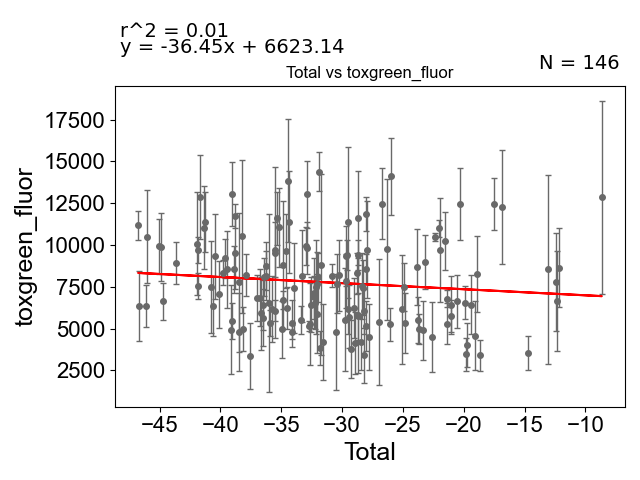 r^2 = 0.01
y = -36.45x + 6623.14
N = 146
Total vs toxgreen_fluor
17500
15000
12500
10000
7500
5000
2500
toxgreen_fluor
−45 −40 −35 −30 −25 −20 −15 −10
Total